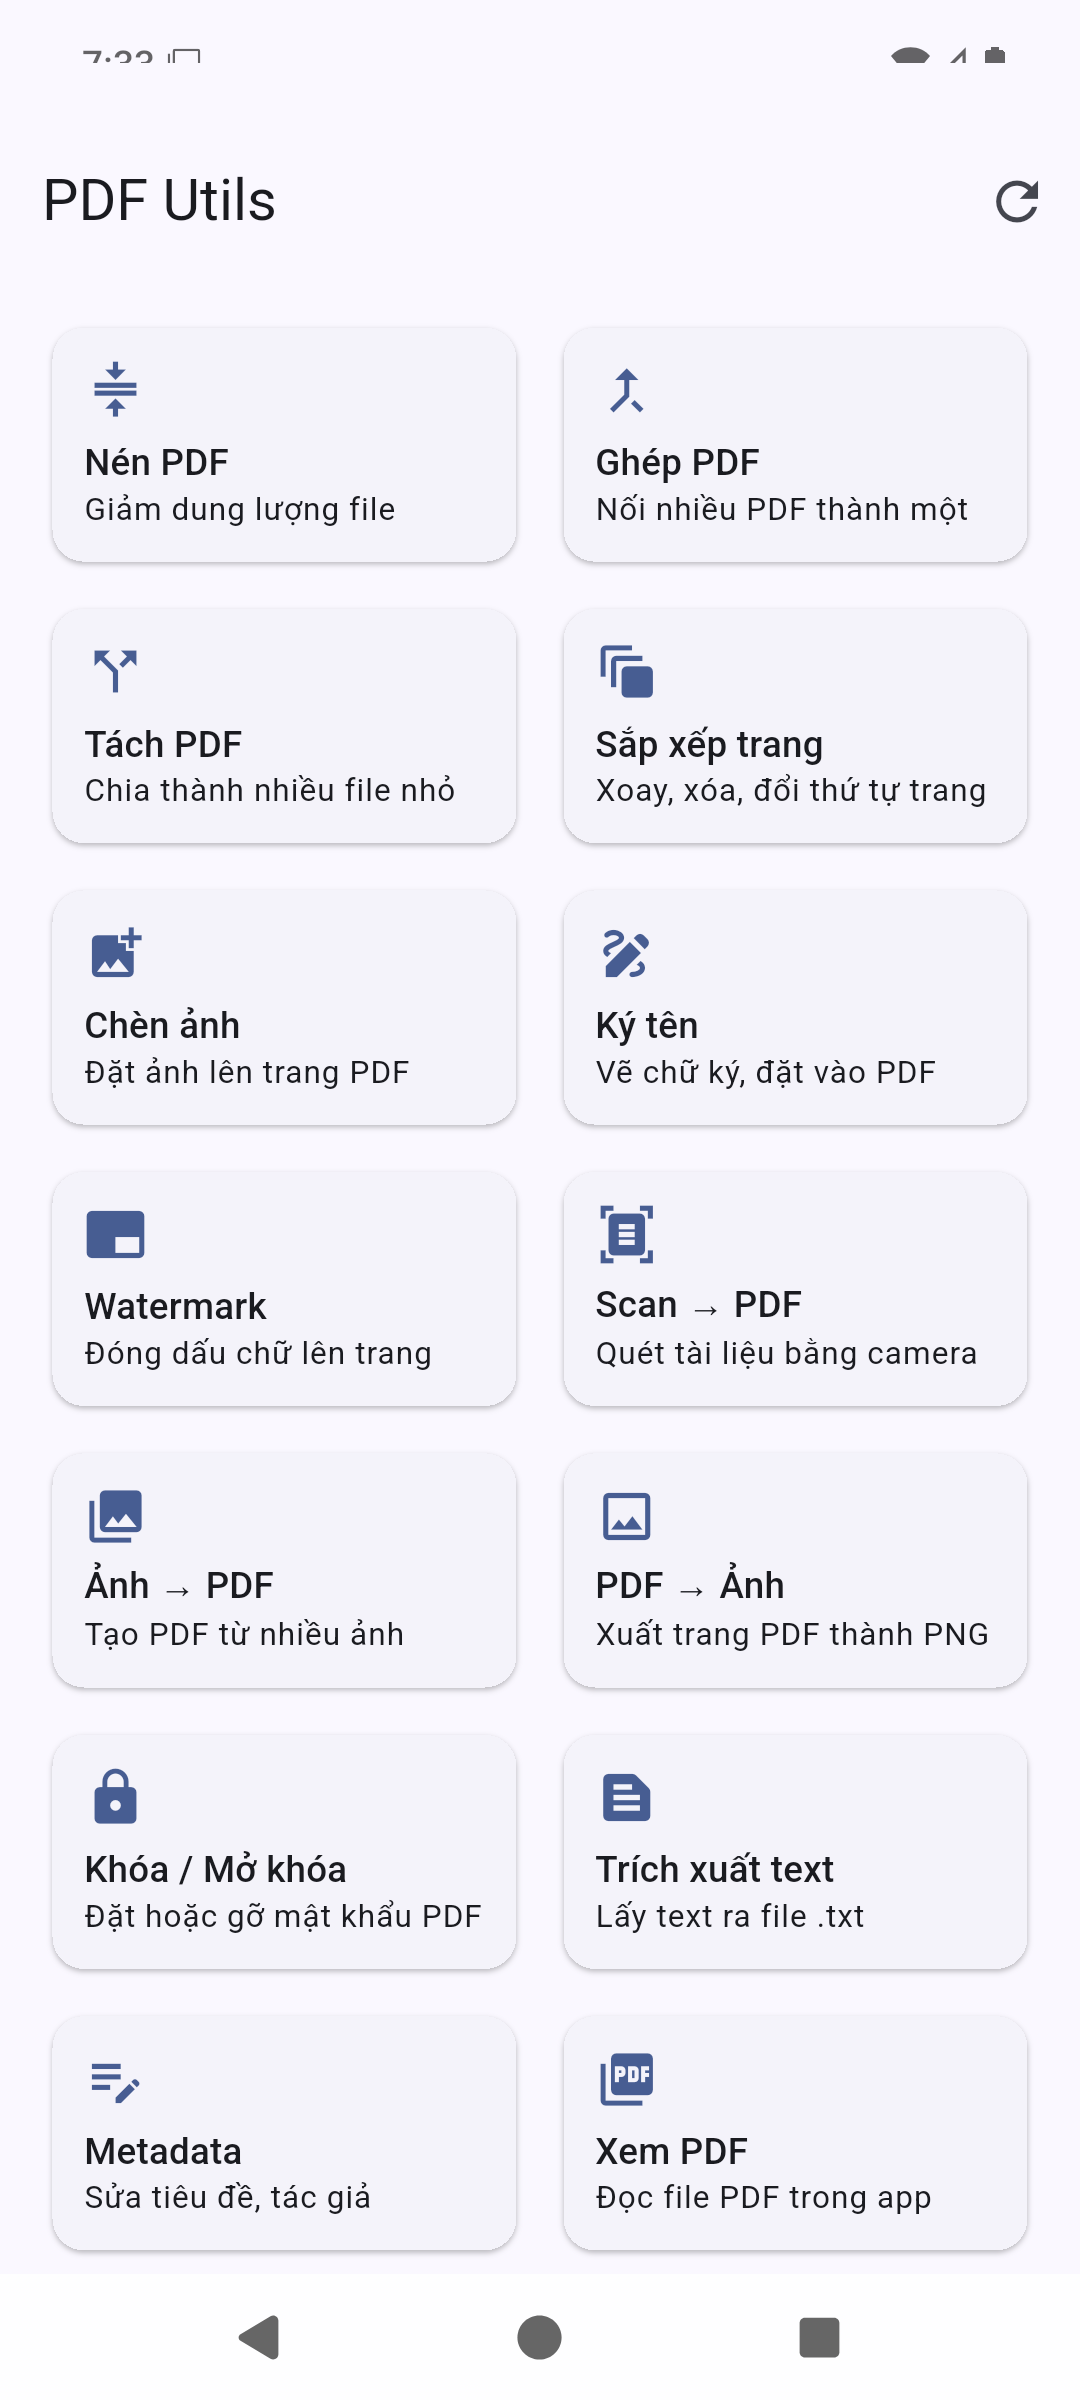 7:33
PDF Utils
Nén PDF
Giảm dung lượng file
Ghép PDF
Nối nhiều PDF thành một
Tách PDF
Chia thành nhiều file nhỏ
Sắp xếp trang
Xoay, xóa, đổi thứ tự trang
Chèn ảnh
Đặt ảnh lên trang PDF
Ký tên
Vẽ chữ ký, đặt vào PDF
Watermark
Đóng dấu chữ lên trang
Scan → PDF
Quét tài liệu bằng camera
Ảnh → PDF
Tạo PDF từ nhiều ảnh
PDF → Ảnh
Xuất trang PDF thành PNG
Khóa / Mở khóa
Đặt hoặc gỡ mật khẩu PDF
Trích xuất text
Lấy text ra file .txt
Metadata
Sửa tiêu đề, tác giả
PDF
Xem PDF
Đọc file PDF trong app